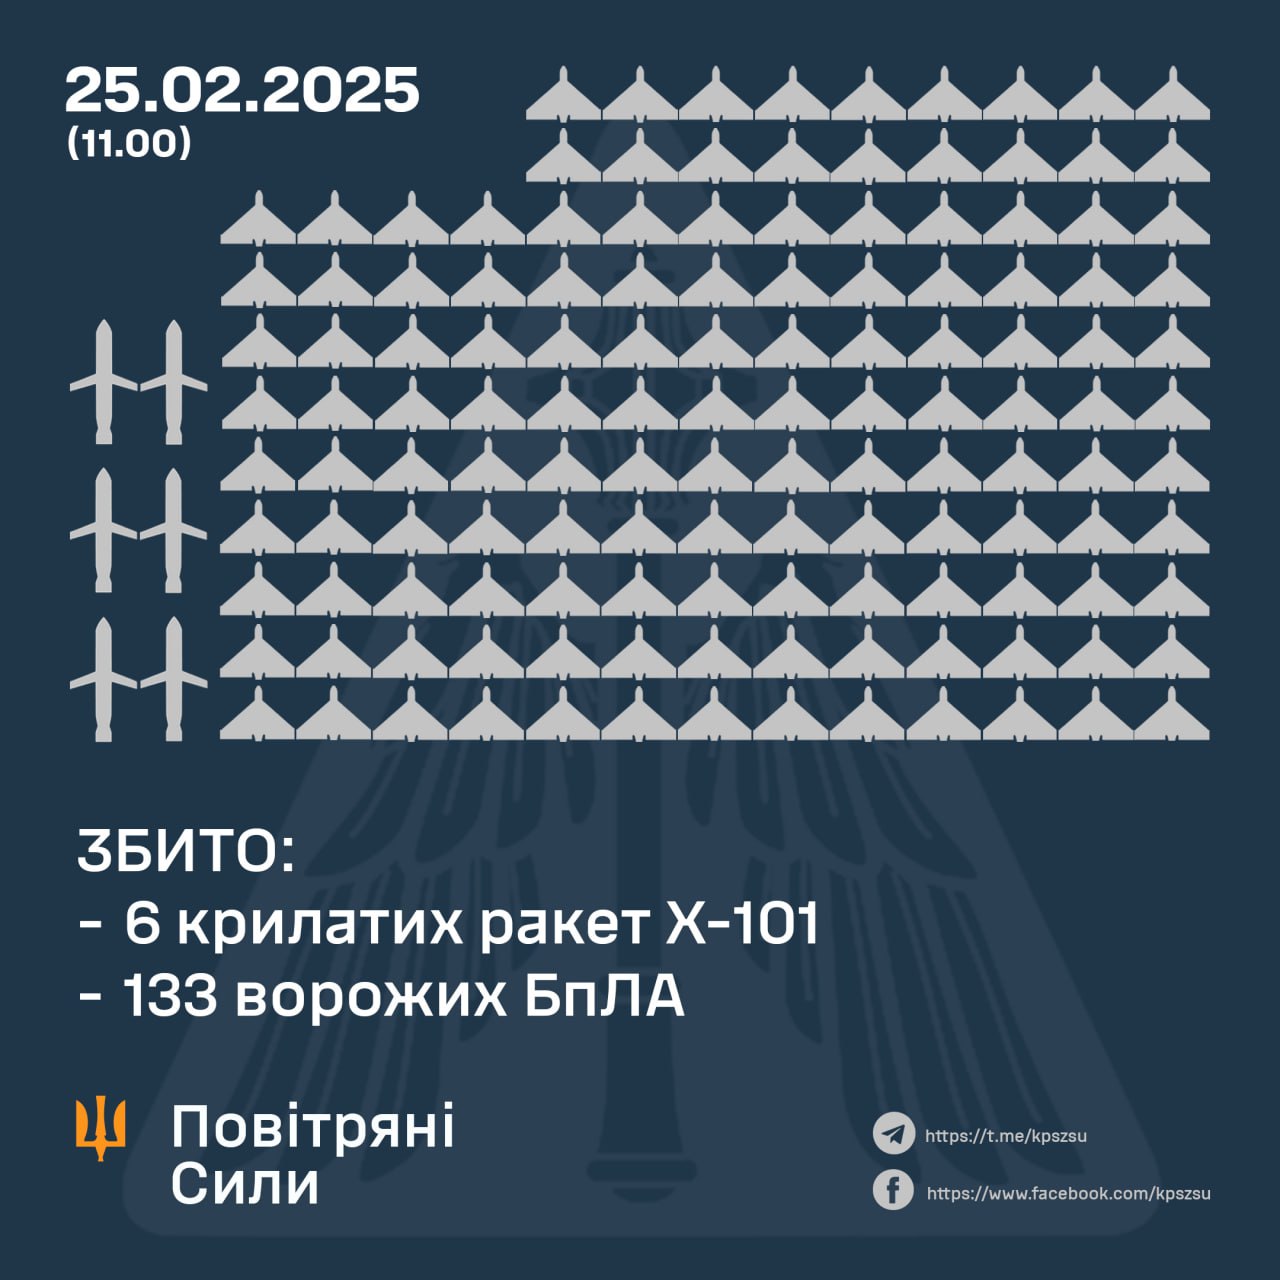 25.02.2025
(11.00)
ЗБИТО:
- 6 крилатих ракет Х-101
- 133 ворожих БпЛА
Повітряні
Сили
https://t.me/kpszsu
https://www.facebook.com/kpszsu